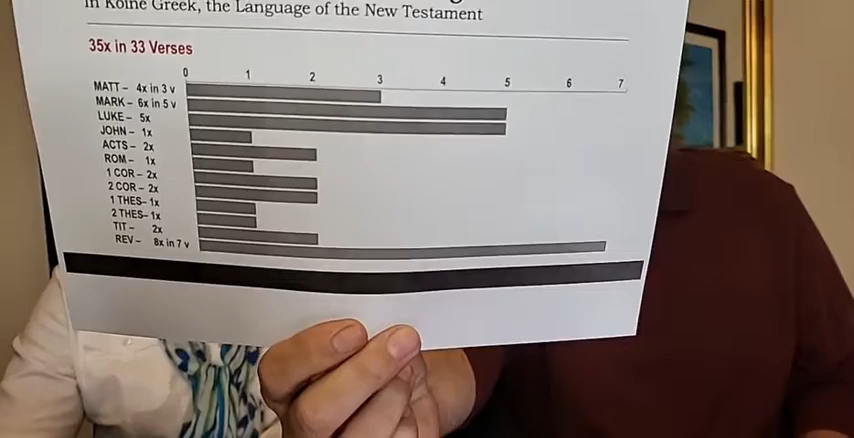 in Koine Greek, the Language of the New Testament
35x in 33 Verses
0 1 2 3 4 5 6 7
MATT – 4x in 3 v
MARK – 6x in 5 v
LUKE – 5x
JOHN – 1x
ACTS – 2x
ROM – 1x
1 COR – 2x
2 COR – 2x
1 THES– 1x
2 THES– 1x
TIT – 2x
REV – 8x in 7 v